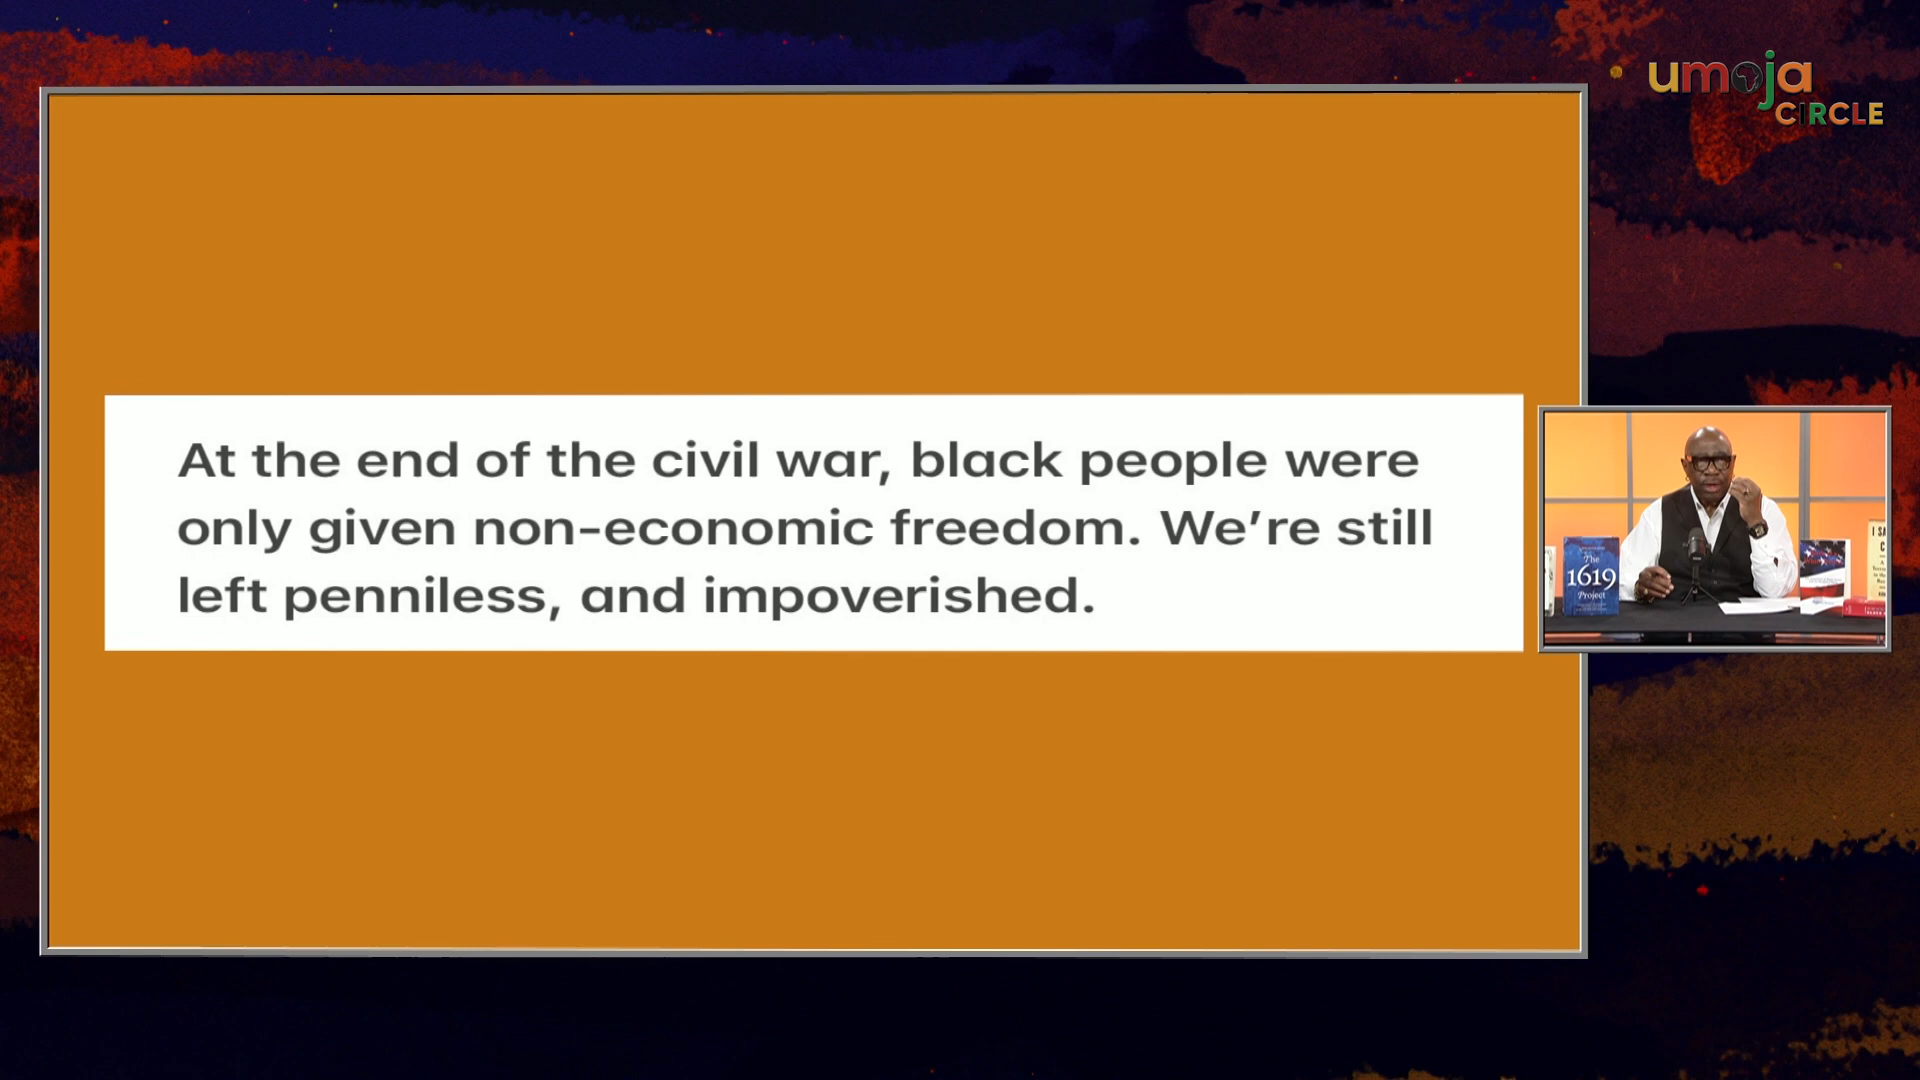 umoja
CIRCLE
At the end of the civil war, black people were
only given non-economic freedom. We’re still
left penniless, and impoverished.
The
1619
Project